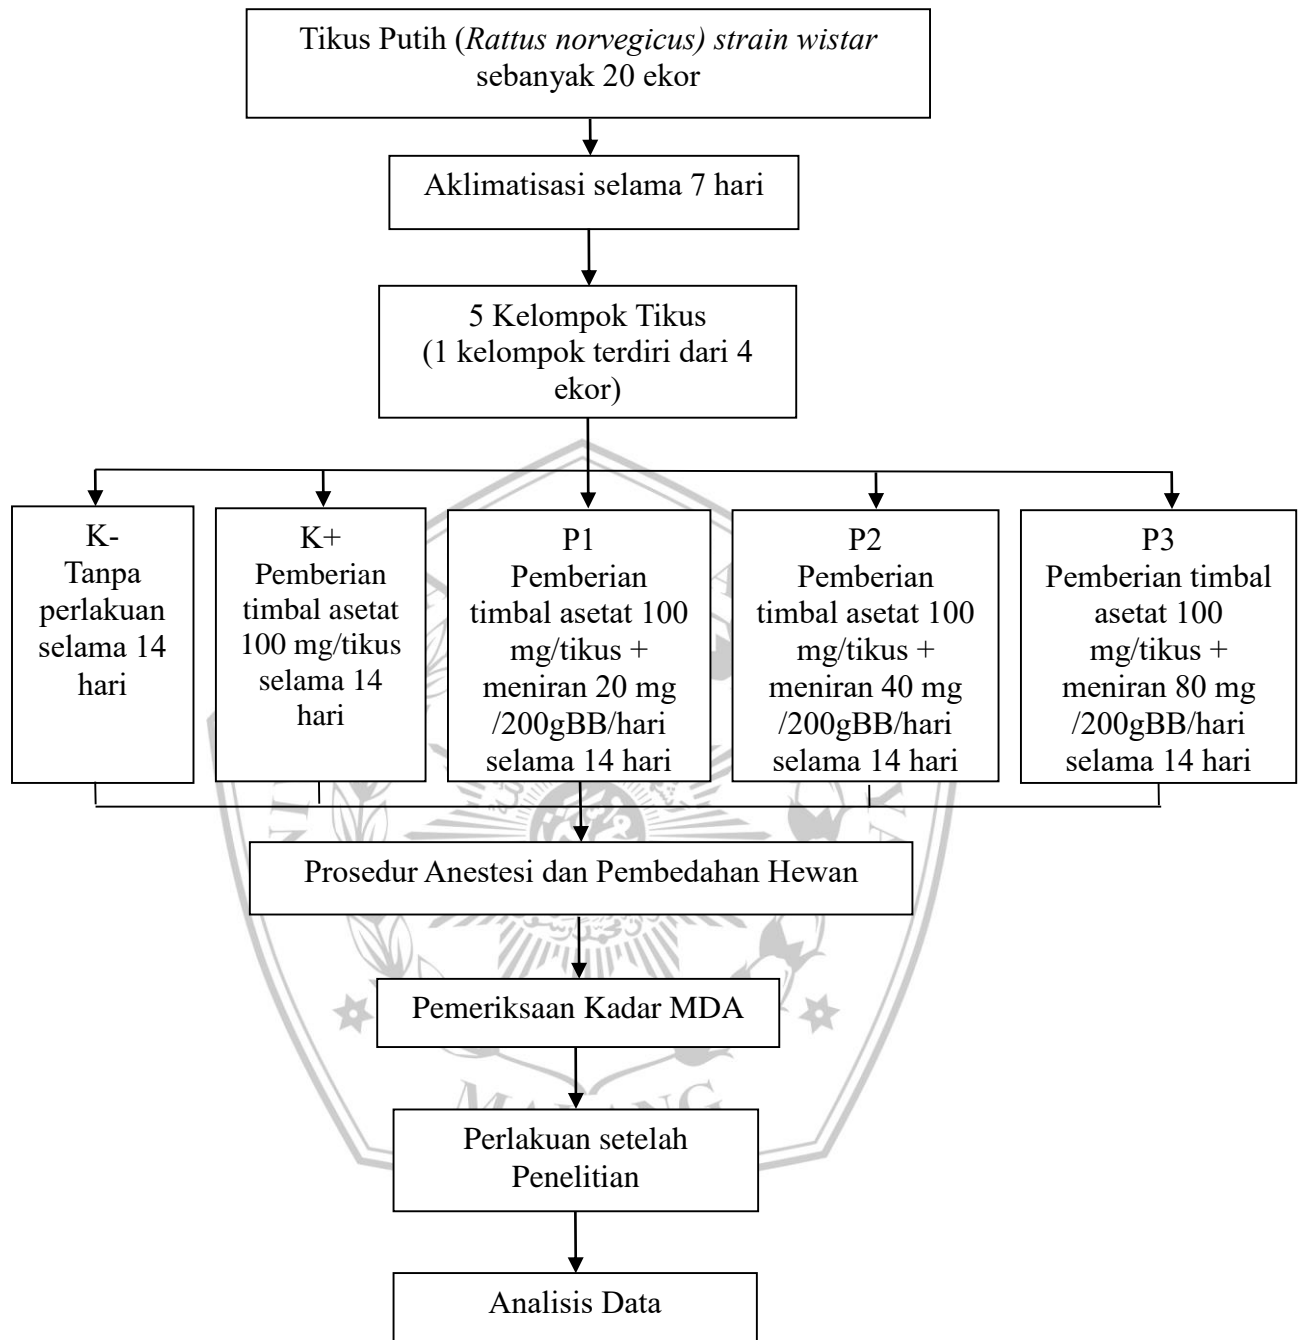 Tikus Putih (Rattus norvegicus) strain wistar
sebanyak 20 ekor
Aklimatisasi selama 7 hari
5 Kelompok Tikus
(1 kelompok terdiri dari 4
ekor)
K-
Tanpa
perlakuan
selama 14
hari
K+
Pemberian
timbal asetat
100 mg/tikus
selama 14
hari
P1
Pemberian
timbal asetat 100
mg/tikus +
meniran 20 mg
/200gBB/hari
selama 14 hari
P2
Pemberian
timbal asetat 100
mg/tikus +
meniran 40 mg
/200gBB/hari
selama 14 hari
P3
Pemberian timbal
asetat 100
mg/tikus +
meniran 80 mg
/200gBB/hari
selama 14 hari
Prosedur Anestesi dan Pembedahan Hewan
Pemeriksaan Kadar MDA
Perlakuan setelah
Penelitian
Analisis Data